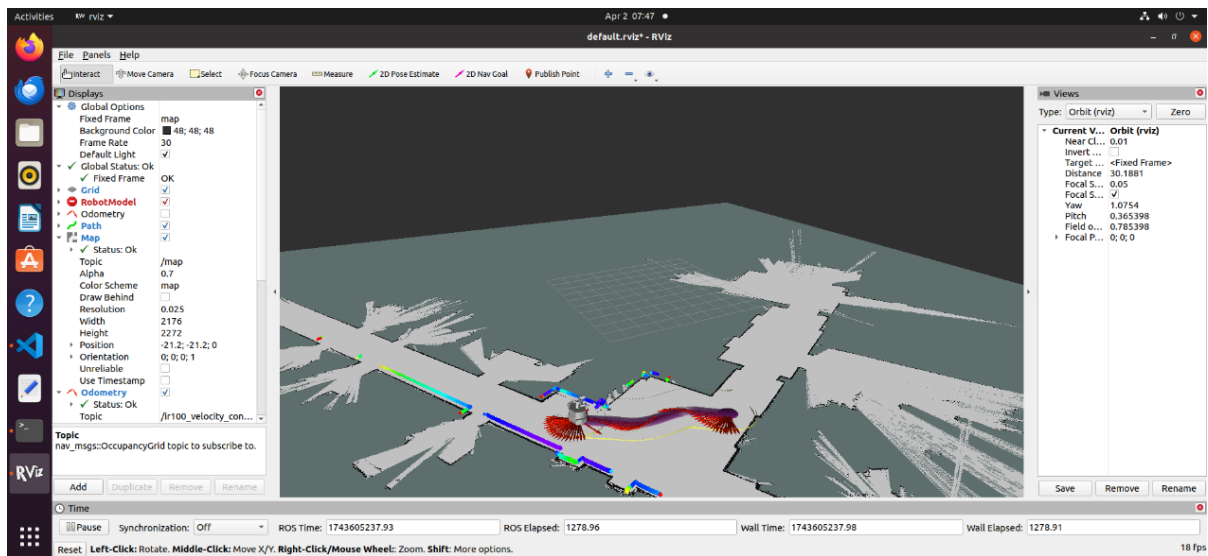 Activities
RViz rviz
Apr 2 07:47
default.rviz* - RViz
File Panels Help
Interact Move Camera Select Focus Camera Measure 2D Pose Estimate 2D Nav Goal Publish Point
Displays
Global Options
Fixed Frame map
Background Color 48; 48; 48
Frame Rate 30
Default Light
Global Status: Ok
Fixed Frame OK
Grid
RobotModel
Odometry
Path
Map
Status: Ok
Topic /map
Alpha 0.7
Color Scheme map
Draw Behind
Resolution 0.025
Width 2176
Height 2272
Position -21.2; -21.2; 0
Orientation 0; 0; 0; 1
Unreliable
Use Timestamp
Odometry
Status: Ok
Topic /ir100_velocity_con...
Topic
nav_msgs::OccupancyGrid topic to subscribe to.
Add Duplicate Remove Rename
Views
Type: Orbit (rviz) Zero
Current V... Orbit (rviz)
Near Cl... 0.01
Invert ...
Target ... <Fixed Frame>
Distance 30.1881
Focal S... 0.05
Focal S...
Yaw 1.0754
Pitch 0.365398
Field o... 0.785398
Focal P... 0; 0; 0
Save Remove Rename
RViz
Time
Pause Synchronization: Off ROS Time: 1743605237.93 ROS Elapsed: 1278.96 Wall Time: 1743605237.98 Wall Elapsed: 1278.91
Reset Left-Click: Rotate. Middle-Click: Move X/Y. Right-Click/Mouse Wheel:: Zoom. Shift: More options. 18 fps